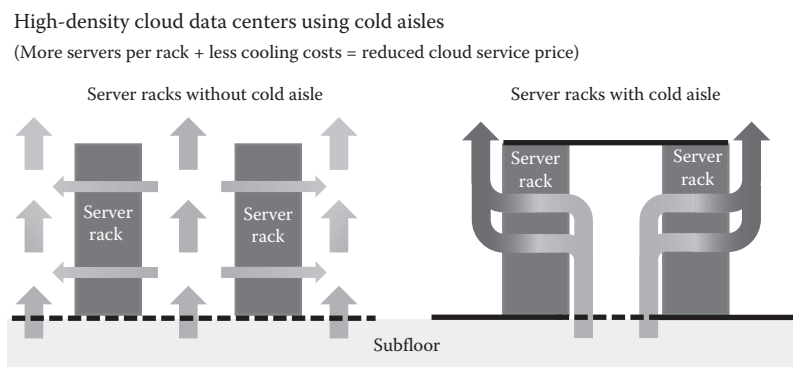 High-density cloud data centers using cold aisles
(More servers per rack + less cooling costs = reduced cloud service price)
Server racks without cold aisle
Server racks with cold aisle
Server
rack
Server
rack
Server
rack
Server
rack
Subfloor